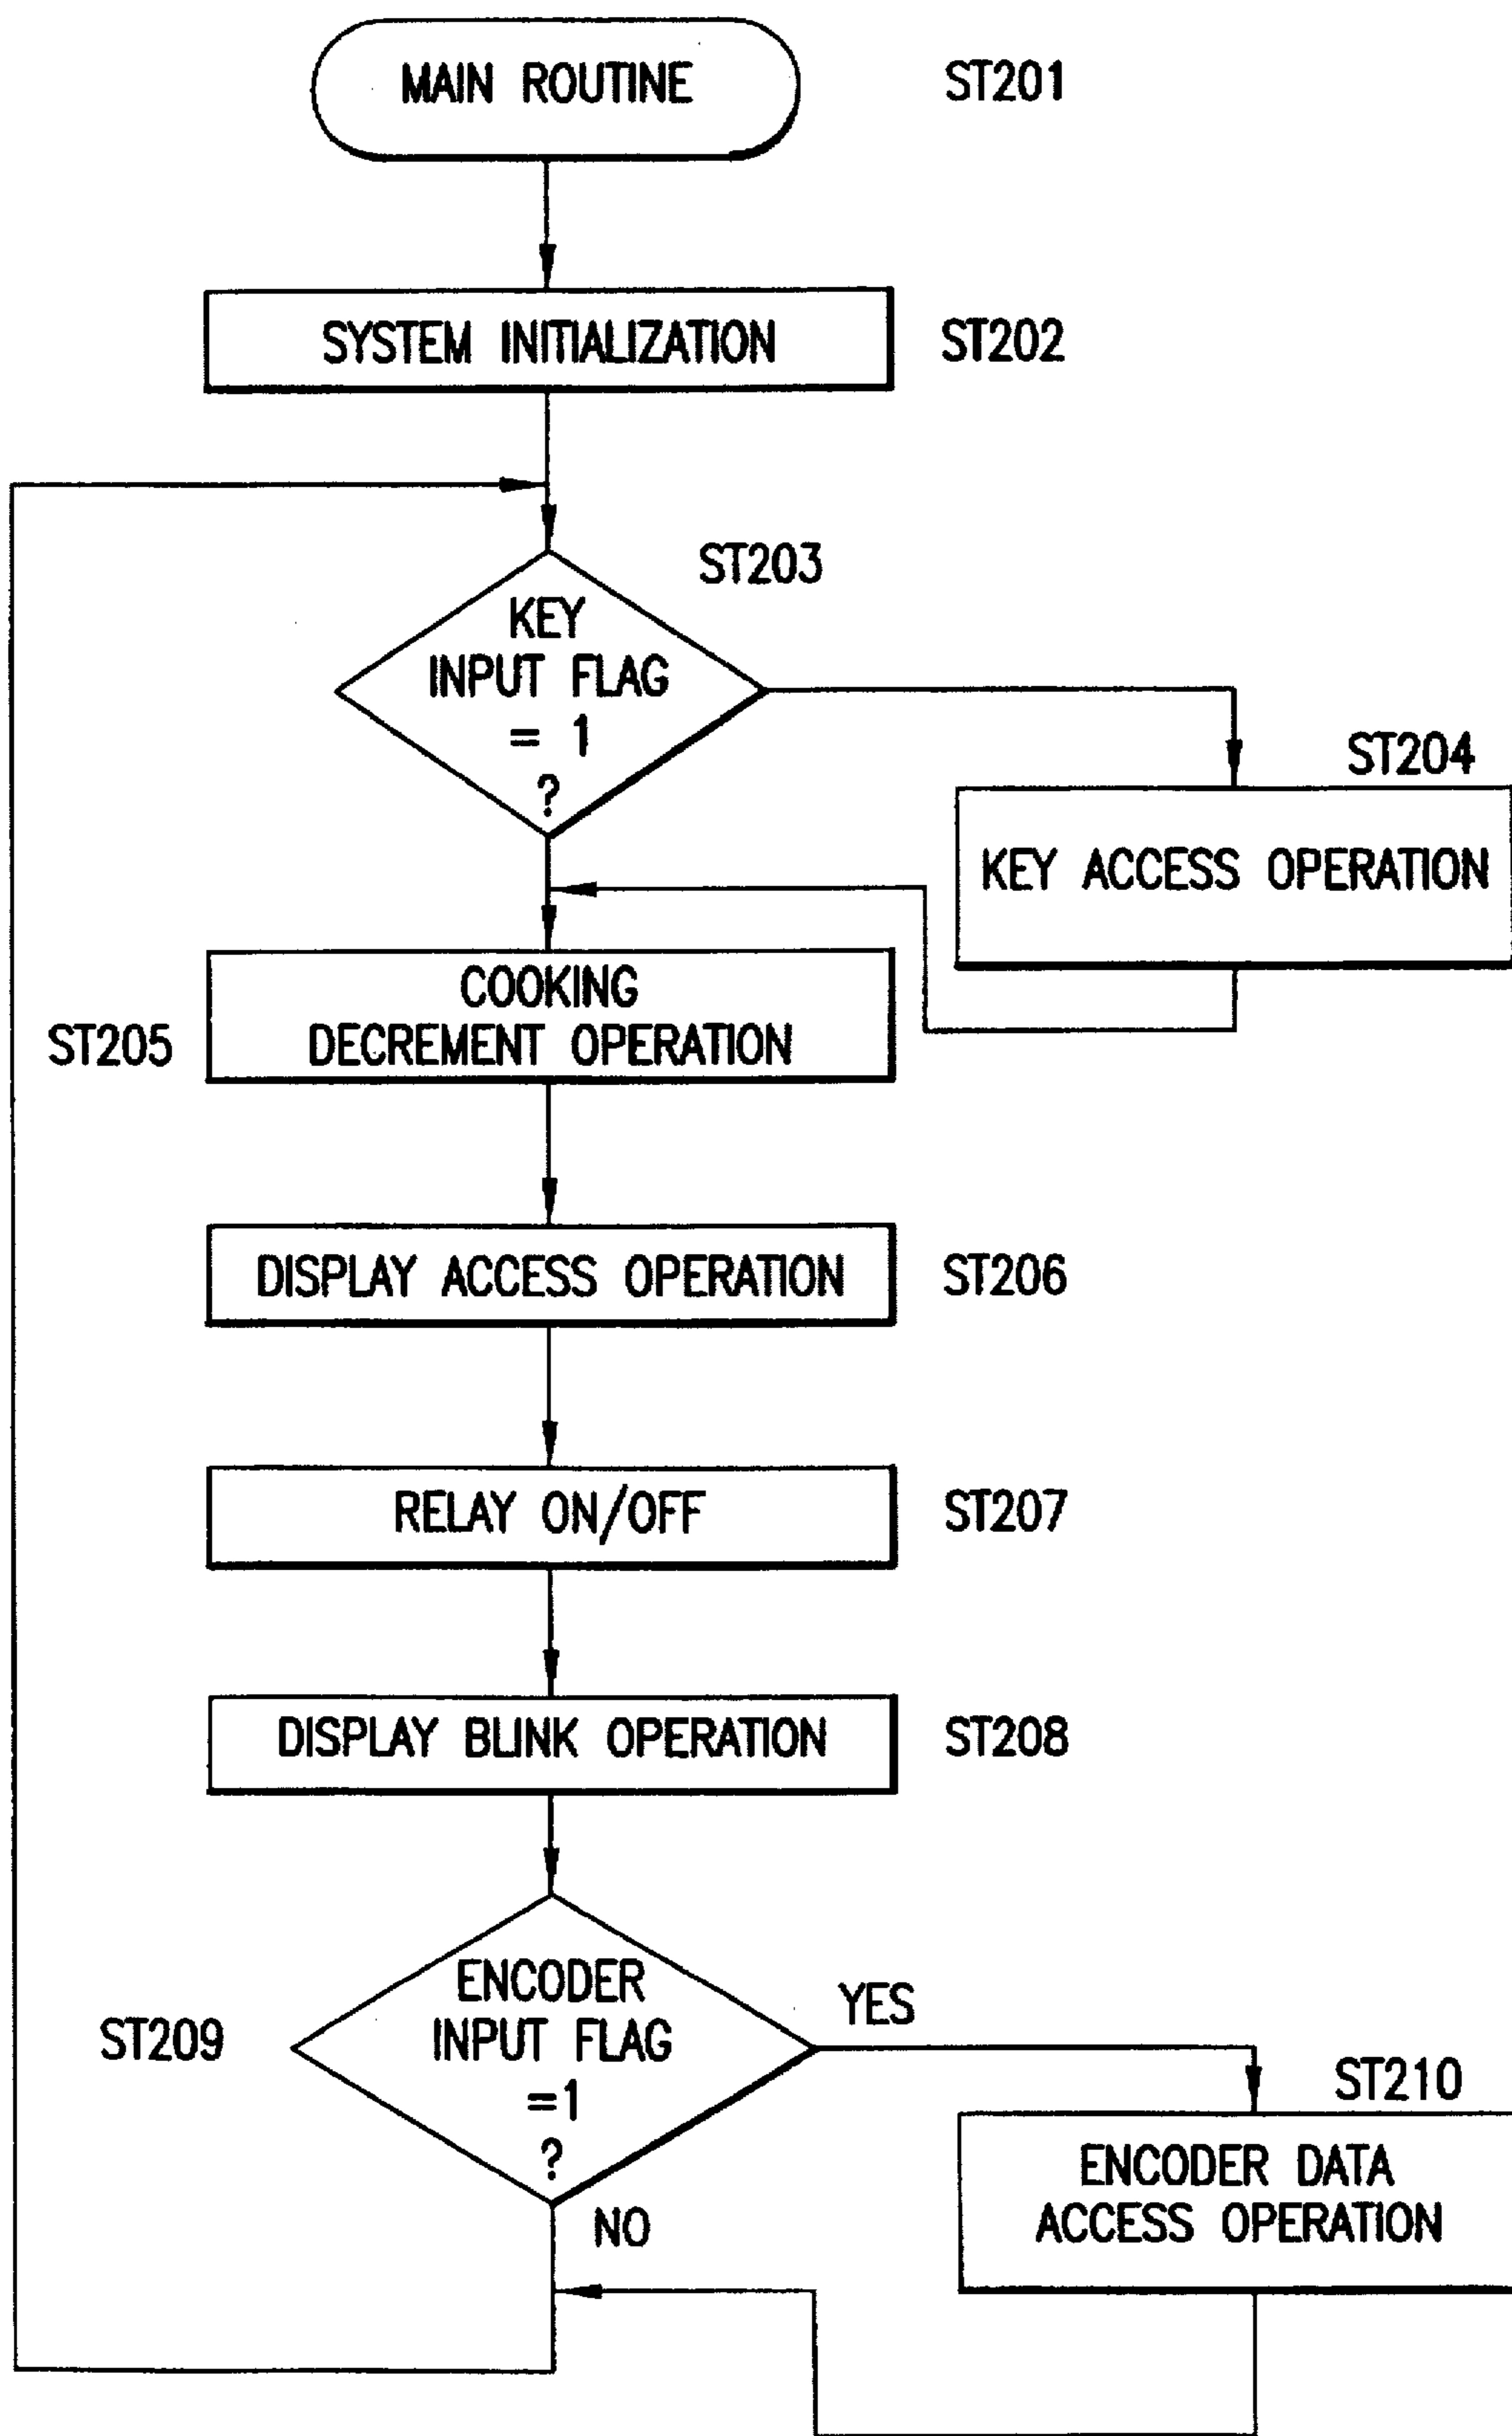 MAIN ROUTINE
ST201
SYSTEM INITIALIZATION
ST202
ST203
KEY
INPUT FLAG
= 1
?
ST204
KEY ACCESS OPERATION
COOKING
DECREMENT OPERATION
ST205
DISPLAY ACCESS OPERATION
ST206
RELAY ON/OFF
ST207
DISPLAY BLINK OPERATION
ST208
ENCODER
INPUT FLAG
=1
?
ST209
YES
NO
ST210
ENCODER DATA
ACCESS OPERATION